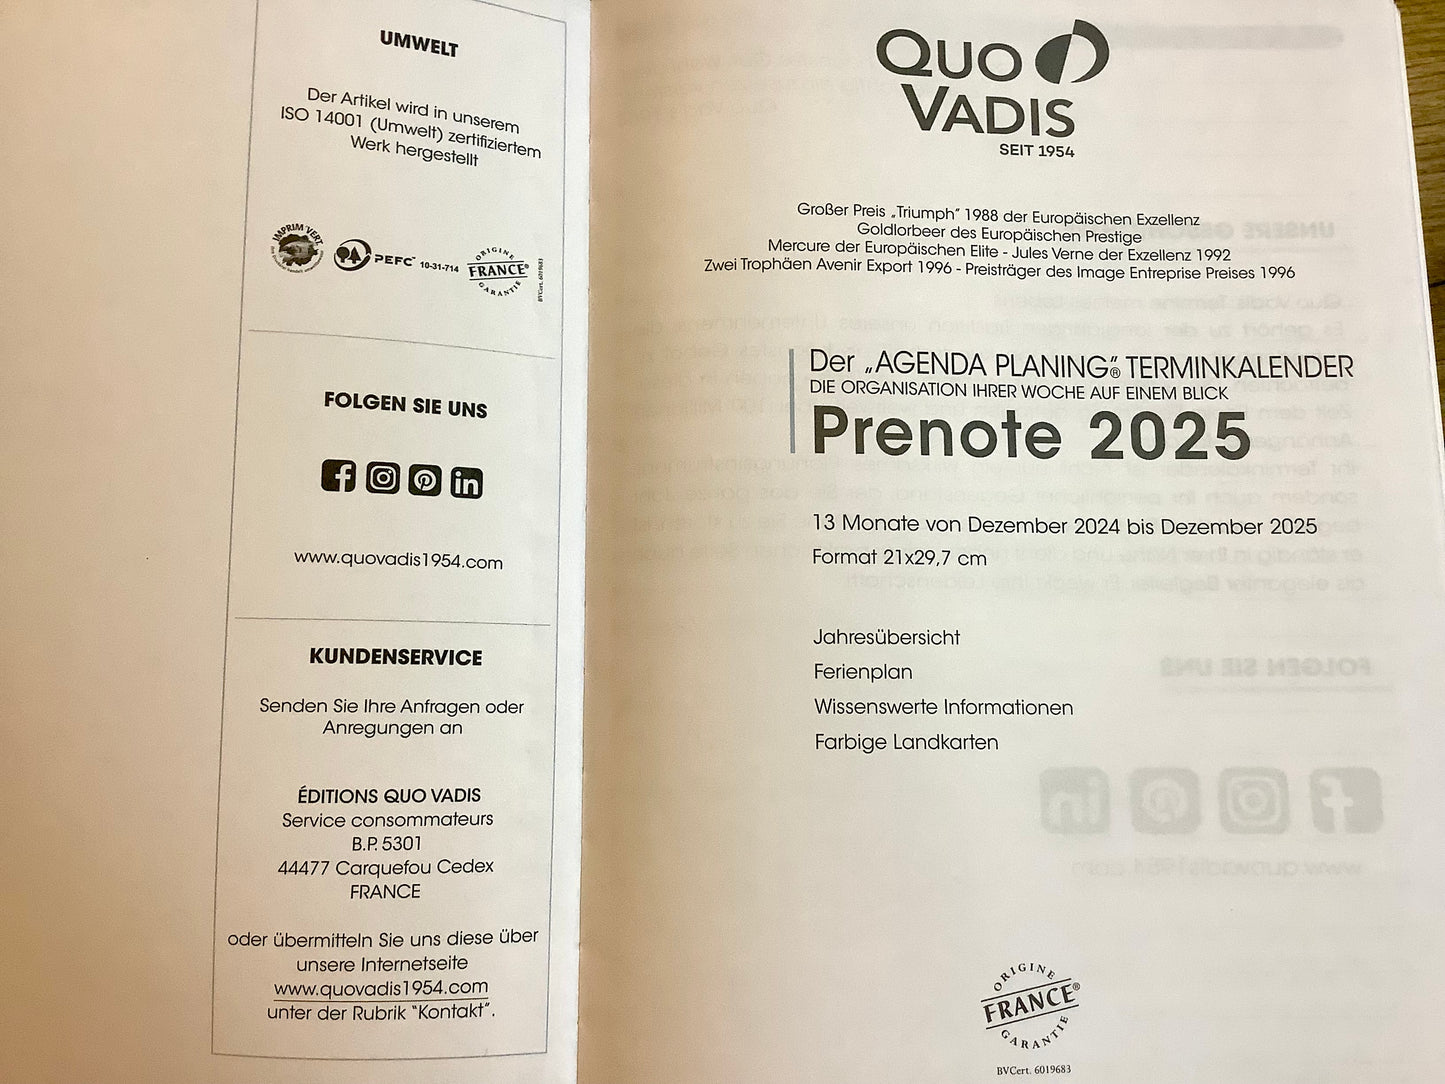 UMWELT
Der Artikel wird in unserem
ISO 14001 (Umwelt) zertifiziertem
Werk hergestellt
IMPRIM'VERT
PEFC™ 10-31-714
ORIGINE
FRANCE®
GARANTIE
BVCert. 6019683
FOLGEN SIE UNS
www.quovadis1954.com
KUNDENSERVICE
Senden Sie Ihre Anfragen oder
Anregungen an
ÉDITIONS QUO VADIS
Service consommateurs
B.P. 5301
44477 Carquefou Cedex
FRANCE
oder übermitteln Sie uns diese über
unsere Internetseite
www.quovadis1954.com
unter der Rubrik "Kontakt".
QUO
VADIS
SEIT 1954
Großer Preis „Triumph" 1988 der Europäischen Exzellenz
Goldlorbeer des Europäischen Prestige
Mercure der Europäischen Elite - Jules Verne der Exzellenz 1992
Zwei Trophäen Avenir Export 1996 - Preisträger des Image Entreprise Preises 1996
Der „AGENDA PLANING"® TERMINKALENDER
DIE ORGANISATION IHRER WOCHE AUF EINEM BLICK
Prenote 2025
13 Monate von Dezember 2024 bis Dezember 2025
Format 21x29,7 cm
Jahresübersicht
Ferienplan
Wissenswerte Informationen
Farbige Landkarten
ORIGINE
FRANCE®
GARANTIE
BVCert. 6019683